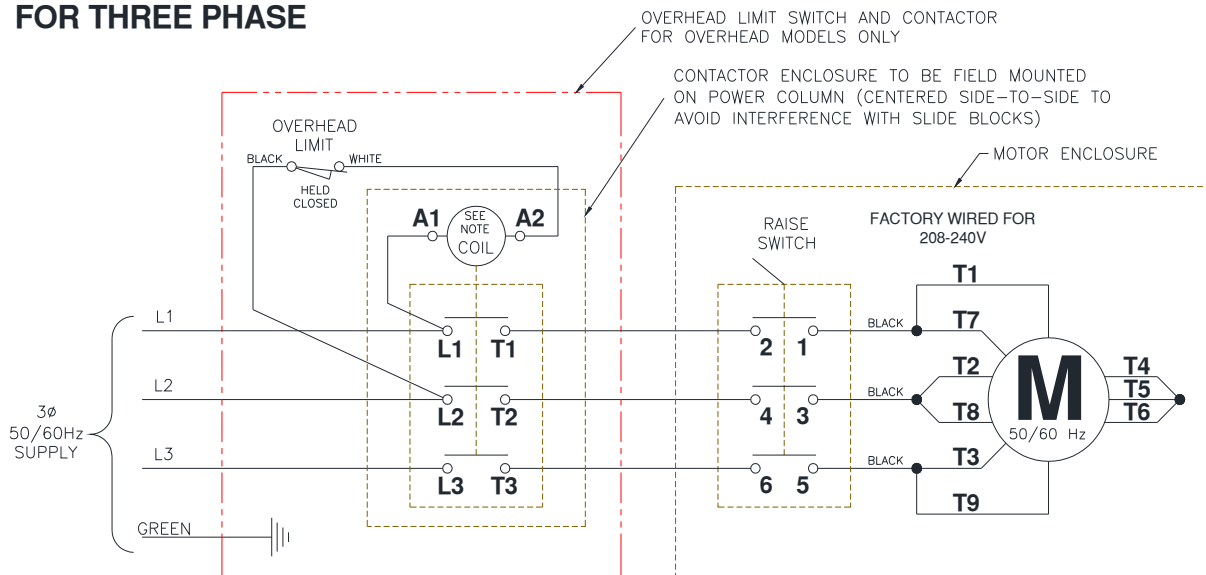 FOR THREE PHASE
OVERHEAD LIMIT SWITCH AND CONTACTOR
FOR OVERHEAD MODELS ONLY
CONTACTOR ENCLOSURE TO BE FIELD MOUNTED
ON POWER COLUMN (CENTERED SIDE-TO-SIDE TO
AVOID INTERFERENCE WITH SLIDE BLOCKS)
MOTOR ENCLOSURE
OVERHEAD
LIMIT
BLACK
WHITE
HELD
CLOSED
A1
SEE
NOTE
COIL
A2
RAISE
SWITCH
FACTORY WIRED FOR
208-240V
L1
L1
T1
2
1
BLACK
T1
T7
L2
L2
T2
4
3
BLACK
T2
T8
L3
L3
T3
6
5
BLACK
T3
T9
M
50/60 Hz
T4
T5
T6
3ø
50/60Hz
SUPPLY
GREEN